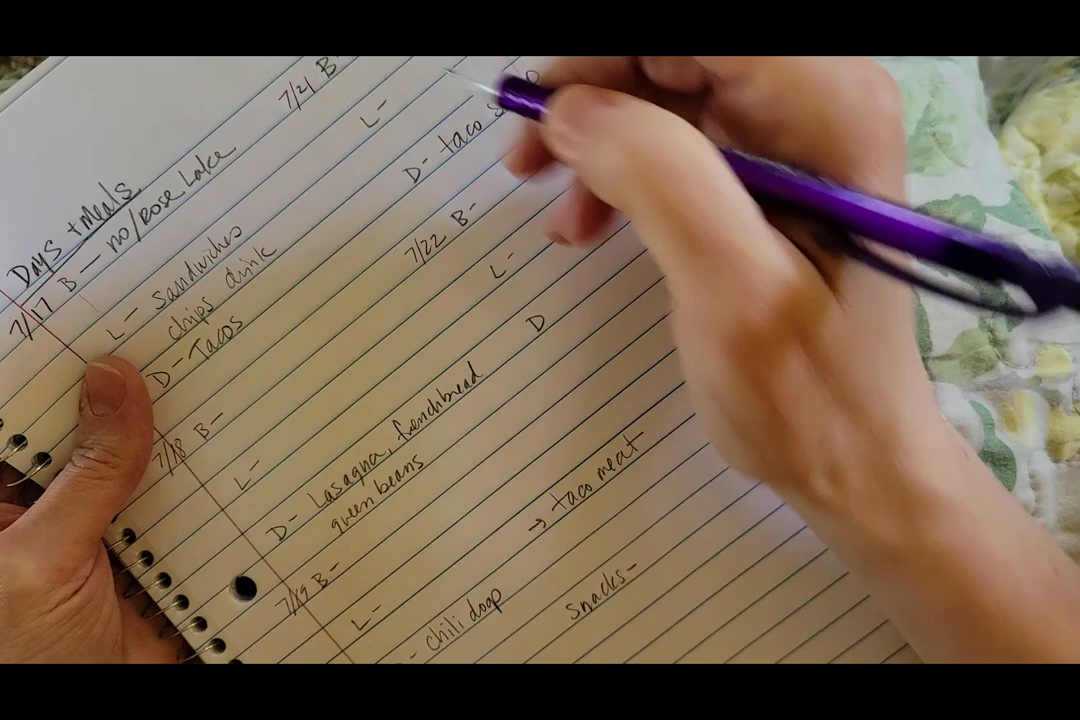 Days + Meals
7/17 B - no/Rose Lake
L - sandwiches
chips drink
D - Tacos
7/18 B -
L -
D - Lasagna, frenchbread
green beans
7/19 B -
L -
- chili dogs
7/21 B -
L -
D - taco
7/22 B -
L -
D
→ taco meat
snacks -